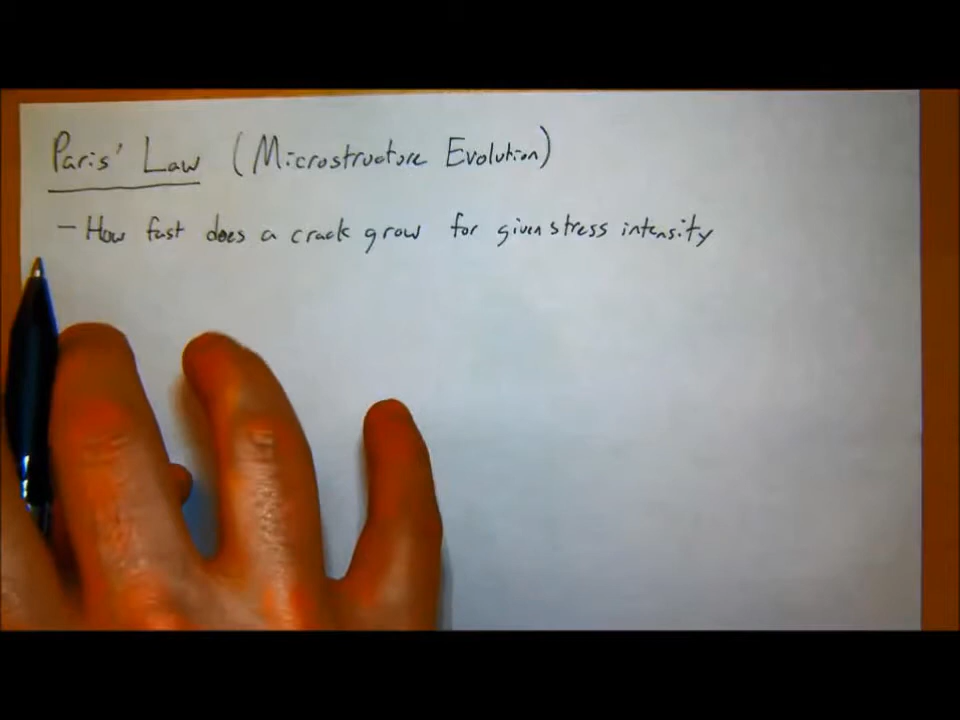 Paris' Law (Microstructure Evolution)
- How fast does a crack grow for given stress intensity